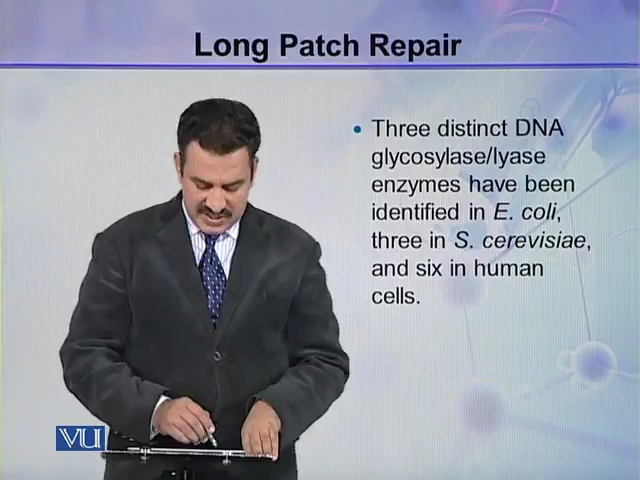 Long Patch Repair
• Three distinct DNA
glycosylase/lyase
enzymes have been
identified in E. coli,
three in S. cerevisiae,
and six in human
cells.
VU